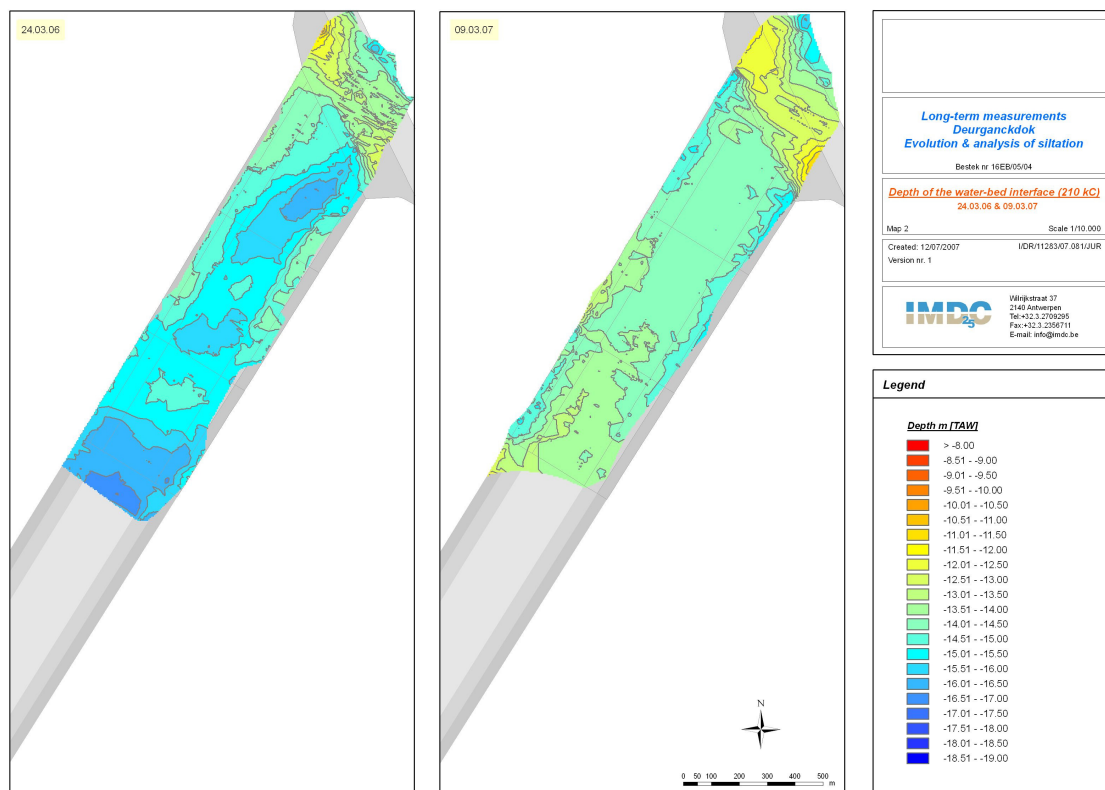 24.03.06
09.03.07
N
0 50 100 200 300 400 500
m
Long-term measurements
Deurganckdok
Evolution & analysis of siltation
Bestek nr 16EB/05/04
Depth of the water-bed interface (210 kC)
24.03.06 & 09.03.07
Map 2 Scale 1/10.000
Created: 12/07/2007 I/DR/11283/07.081/JUR
Version nr. 1
IMDC
25
Wilrijkstraat 37
2140 Antwerpen
Tel:+32.3.2709295
Fax:+32.3.2356711
E-mail: info@imdc.be
Legend
Depth m [TAW]
> -8.00
-8.51 - -9.00
-9.01 - -9.50
-9.51 - -10.00
-10.01 - -10.50
-10.51 - -11.00
-11.01 - -11.50
-11.51 - -12.00
-12.01 - -12.50
-12.51 - -13.00
-13.01 - -13.50
-13.51 - -14.00
-14.01 - -14.50
-14.51 - -15.00
-15.01 - -15.50
-15.51 - -16.00
-16.01 - -16.50
-16.51 - -17.00
-17.01 - -17.50
-17.51 - -18.00
-18.01 - -18.50
-18.51 - -19.00